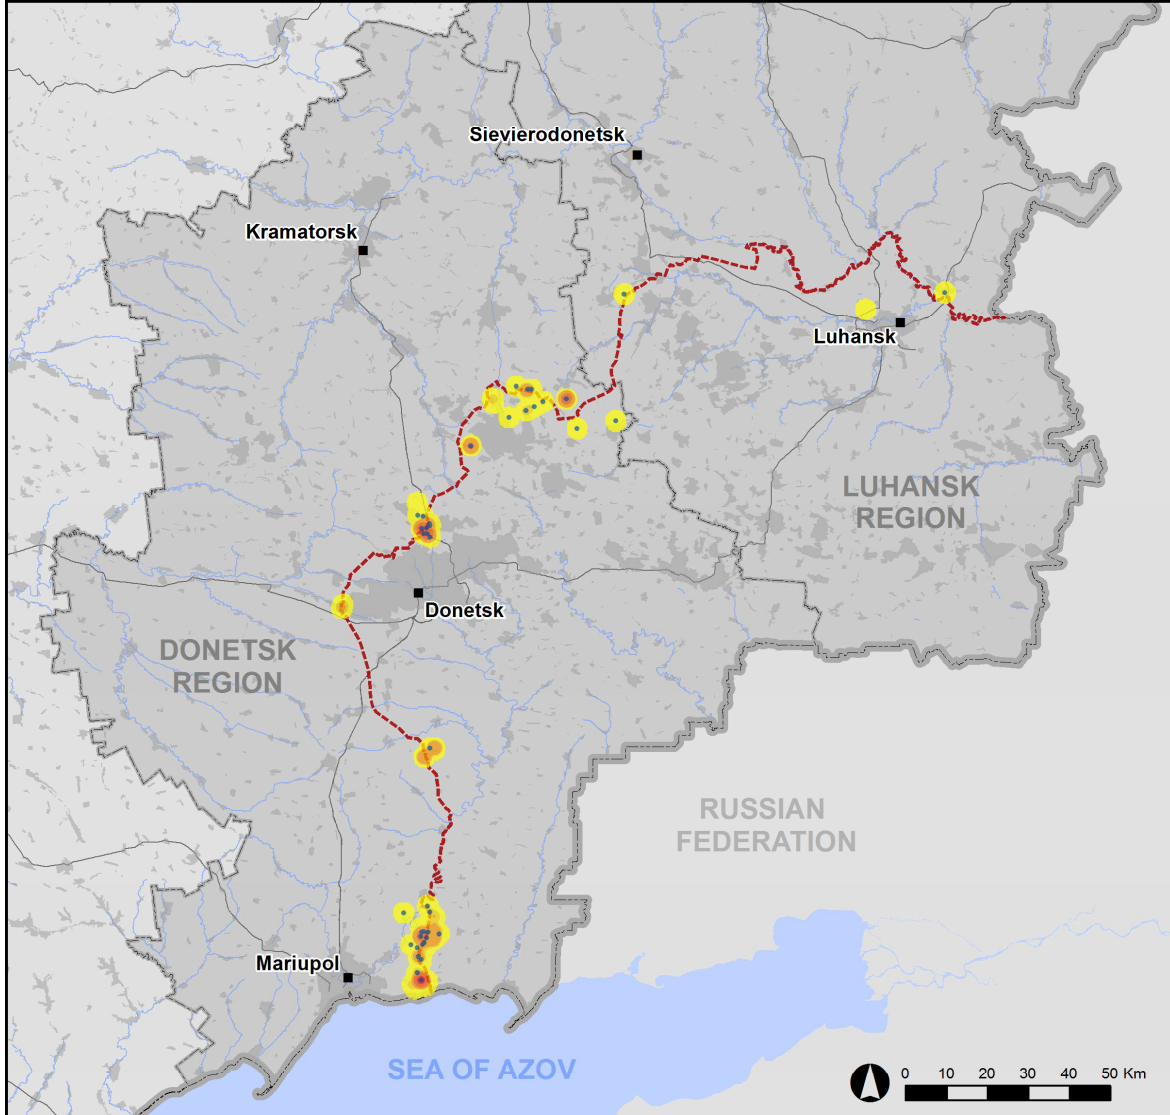 Sievierodonetsk
Kramatorsk
Luhansk
LUHANSK
REGION
Donetsk
DONETSK
REGION
RUSSIAN
FEDERATION
Mariupol
SEA OF AZOV
0 10 20 30 40 50 Km